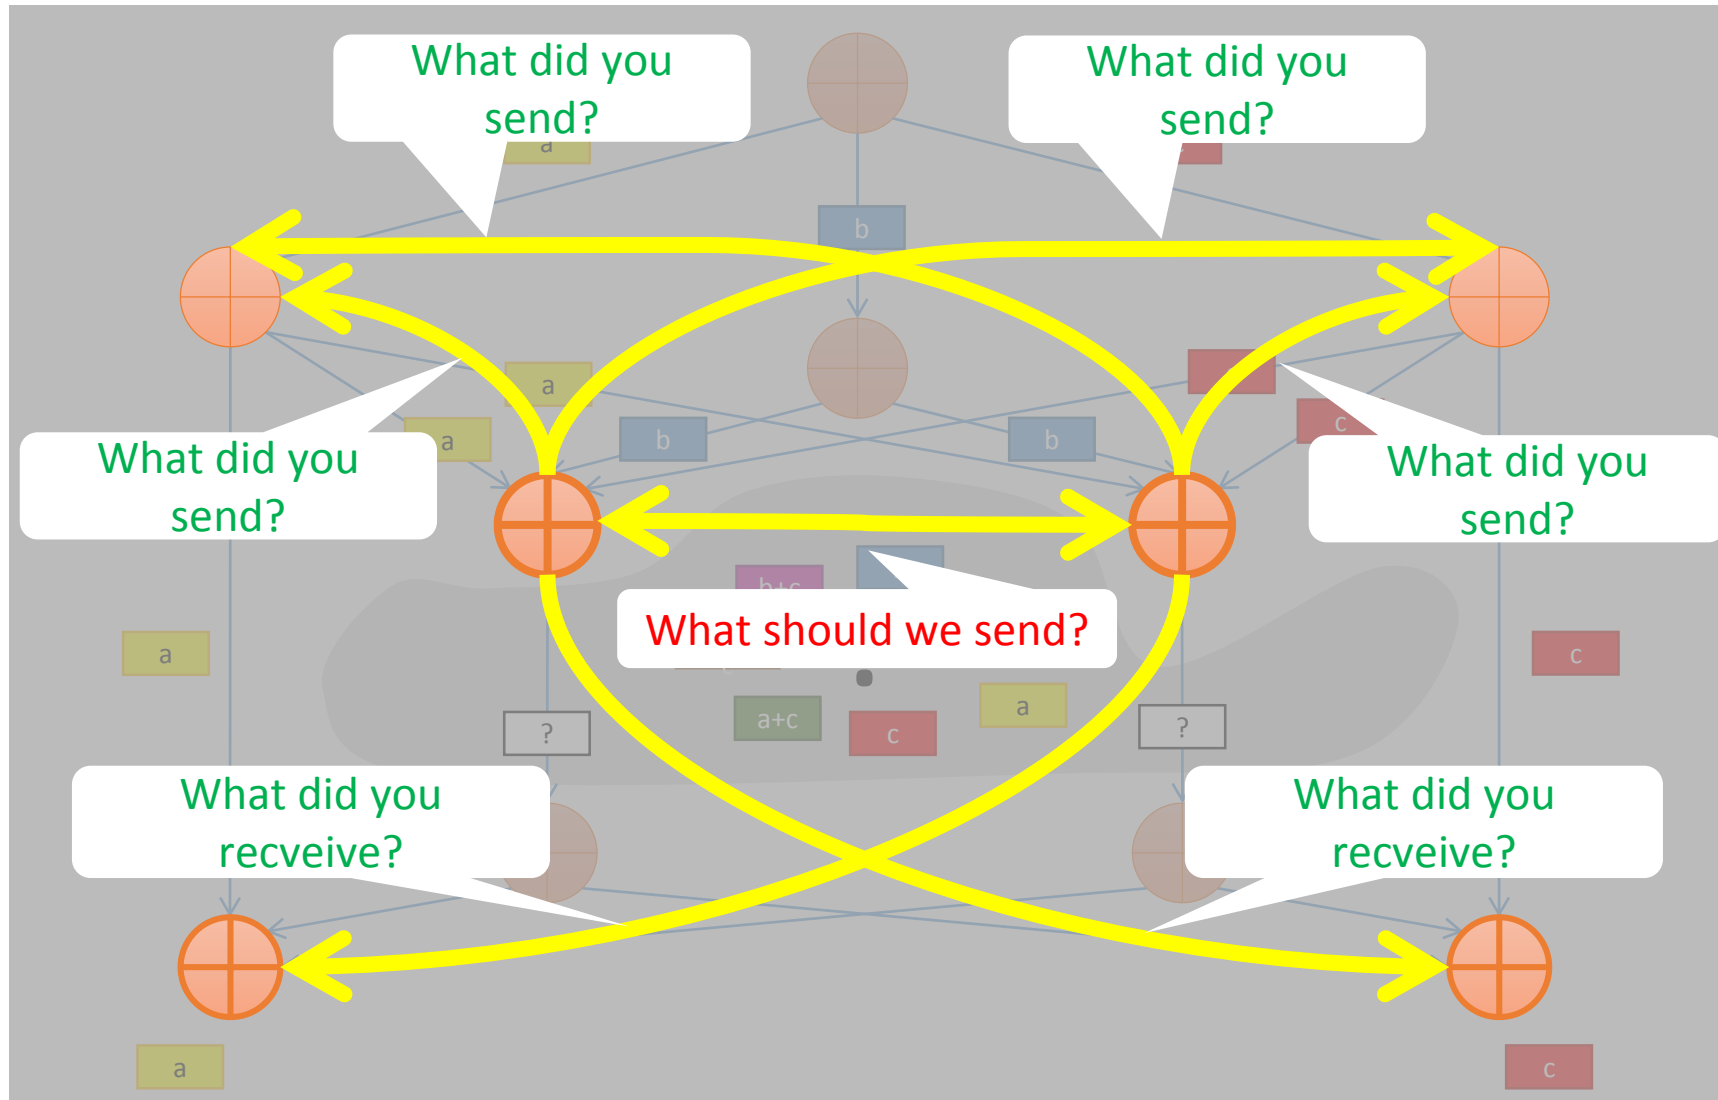 What did you
send?
What did you
send?
a
b
a
a
b
b
c
What did you
send?
What did you
send?
b+c
What should we send?
a
c
a
a+c
c
?
?
What did you
recveive?
What did you
recveive?
a
c